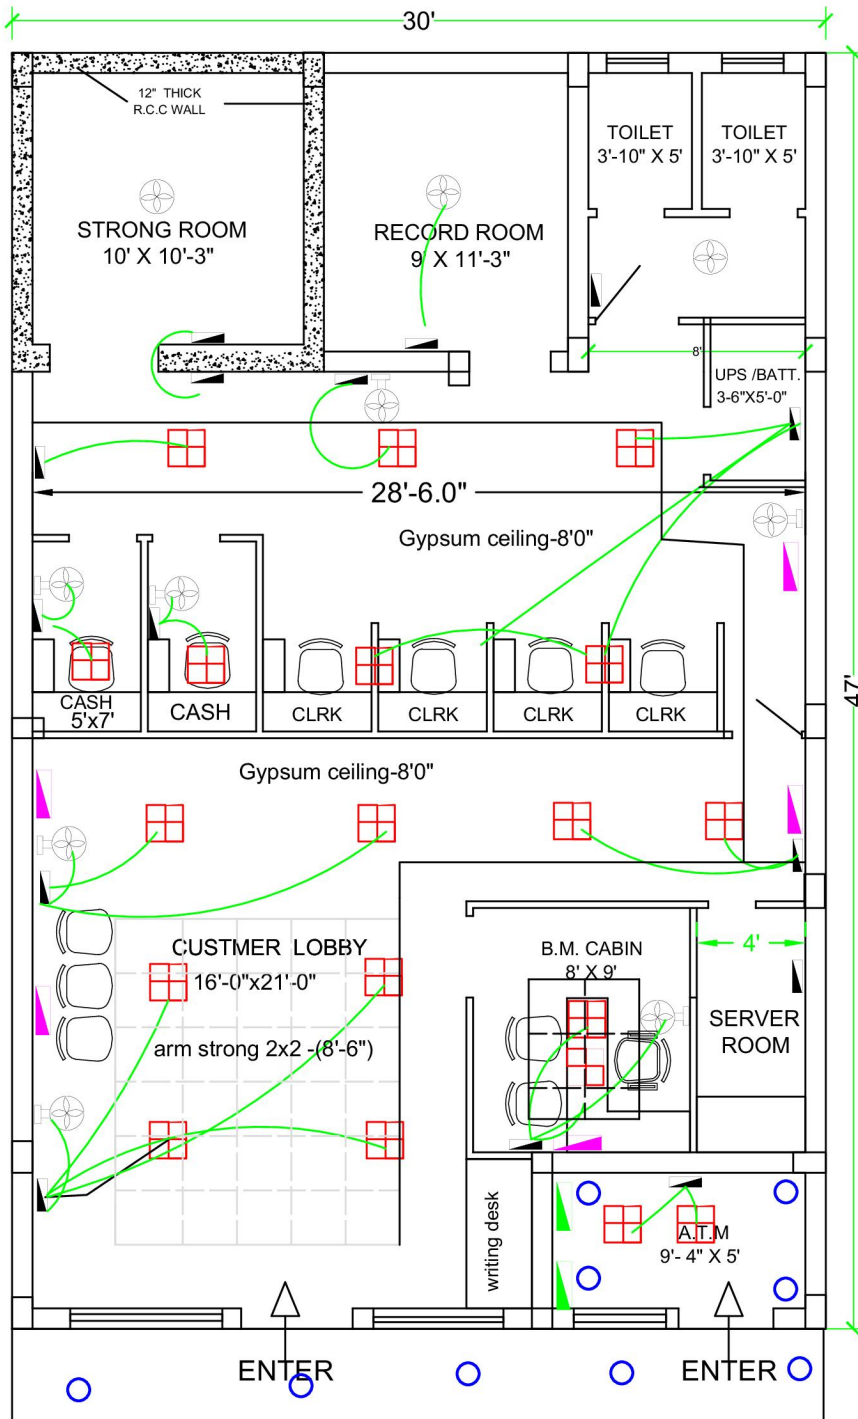 30'
12" THICK
R.C.C WALL
TOILET
3'-10" X 5'
TOILET
3'-10" X 5'
STRONG ROOM
10' X 10'-3"
RECORD ROOM
9' X 11'-3"
8'
UPS /BATT.
3-6"X5'-0"
28'-6.0"
Gypsum ceiling-8'0"
47'
CASH
5'x7'
CASH
CLRK
CLRK
CLRK
CLRK
Gypsum ceiling-8'0"
CUSTMER LOBBY
16'-0"x21'-0"
arm strong 2x2 -(8'-6")
B.M. CABIN
8' X 9'
4'
SERVER
ROOM
writing desk
A.T.M
9'- 4" X 5'
ENTER
ENTER